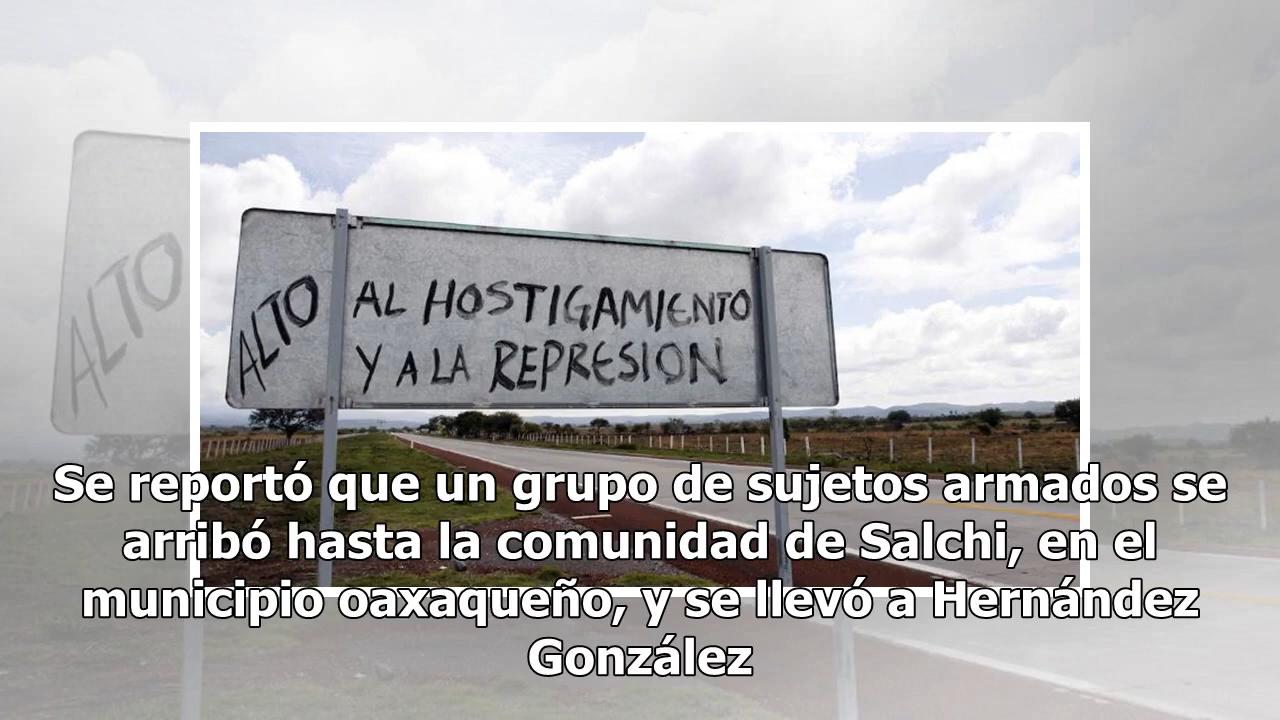 ALTO AL HOSTIGAMIENTO
Y A LA REPRESION
Se reportó que un grupo de sujetos armados se
arribó hasta la comunidad de Salchi, en el
municipio oaxaqueño, y se llevó a Hernández
González